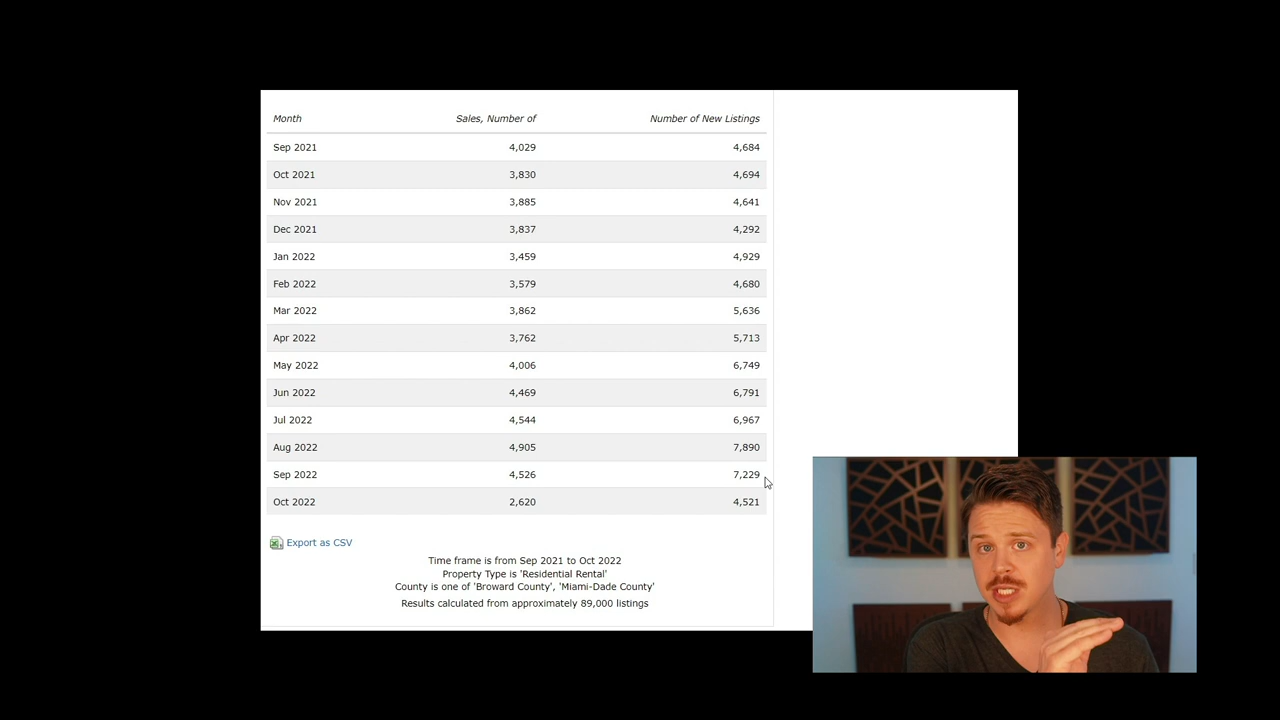 Month Sales, Number of Number of New Listings
Sep 2021 4,029 4,684
Oct 2021 3,830 4,694
Nov 2021 3,885 4,641
Dec 2021 3,837 4,292
Jan 2022 3,459 4,929
Feb 2022 3,579 4,680
Mar 2022 3,862 5,636
Apr 2022 3,762 5,713
May 2022 4,006 6,749
Jun 2022 4,469 6,791
Jul 2022 4,544 6,967
Aug 2022 4,905 7,890
Sep 2022 4,526 7,229
Oct 2022 2,620 4,521
Export as CSV
Time frame is from Sep 2021 to Oct 2022
Property Type is 'Residential Rental'
County is one of 'Broward County', 'Miami-Dade County'
Results calculated from approximately 89,000 listings